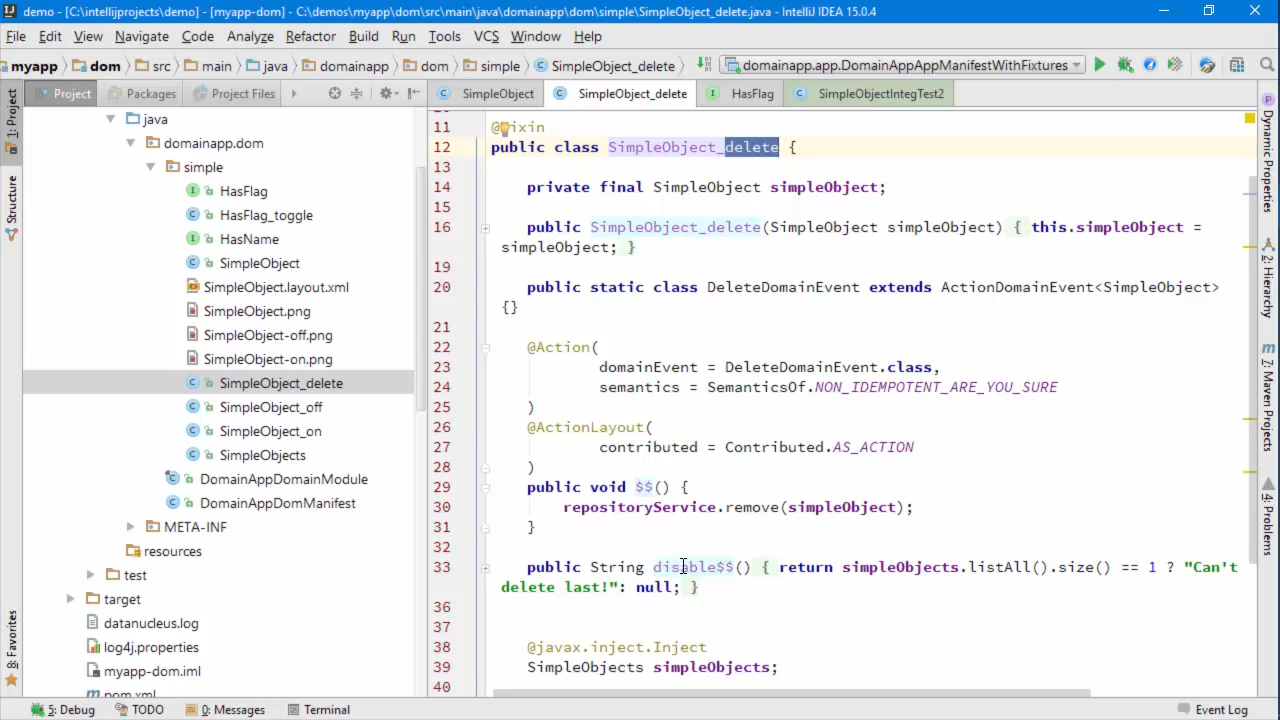 demo - [C:\intellijprojects\demo] - [myapp-dom] - C:\demos\myapp\dom\src\main\java\domainapp\dom\simple\SimpleObject_delete.java - IntelliJ IDEA 15.0.4
File Edit View Navigate Code Analyze Refactor Build Run Tools VCS Window Help
myapp dom src main java domainapp dom simple SimpleObject_delete domainapp.app.DomainAppAppManifestWithFixtures
Project Packages Project Files SimpleObject SimpleObject_delete HasFlag SimpleObjectIntegTest2
1: Project
Structure
8: Favorites
java
domainapp.dom
simple
HasFlag
HasFlag_toggle
HasName
SimpleObject
SimpleObject.layout.xml
SimpleObject.png
SimpleObject-off.png
SimpleObject-on.png
SimpleObject_delete
SimpleObject_off
SimpleObject_on
SimpleObjects
DomainAppDomainModule
DomainAppDomManifest
META-INF
resources
test
target
datanucleus.log
log4j.properties
myapp-dom.iml
pom.xml
11 @ixin
12 public class SimpleObject_delete {
13
14 private final SimpleObject simpleObject;
15
16 public SimpleObject_delete(SimpleObject simpleObject) { this.simpleObject =
simpleObject; }
19
20 public static class DeleteDomainEvent extends ActionDomainEvent<SimpleObject>
{}
21
22 @Action(
23 domainEvent = DeleteDomainEvent.class,
24 semantics = SemanticsOf.NON_IDEMPOTENT_ARE_YOU_SURE
25 )
26 @ActionLayout(
27 contributed = Contributed.AS_ACTION
28 )
29 public void $$() {
30 repositoryService.remove(simpleObject);
31 }
32
33 public String disable$$() { return simpleObjects.listAll().size() == 1 ? "Can't
delete last!": null; }
36
37
38 @javax.inject.Inject
39 SimpleObjects simpleObjects;
40
Dynamic Properties
2: Hierarchy
Maven Projects
4: Problems
5: Debug TODO 0: Messages Terminal Event Log